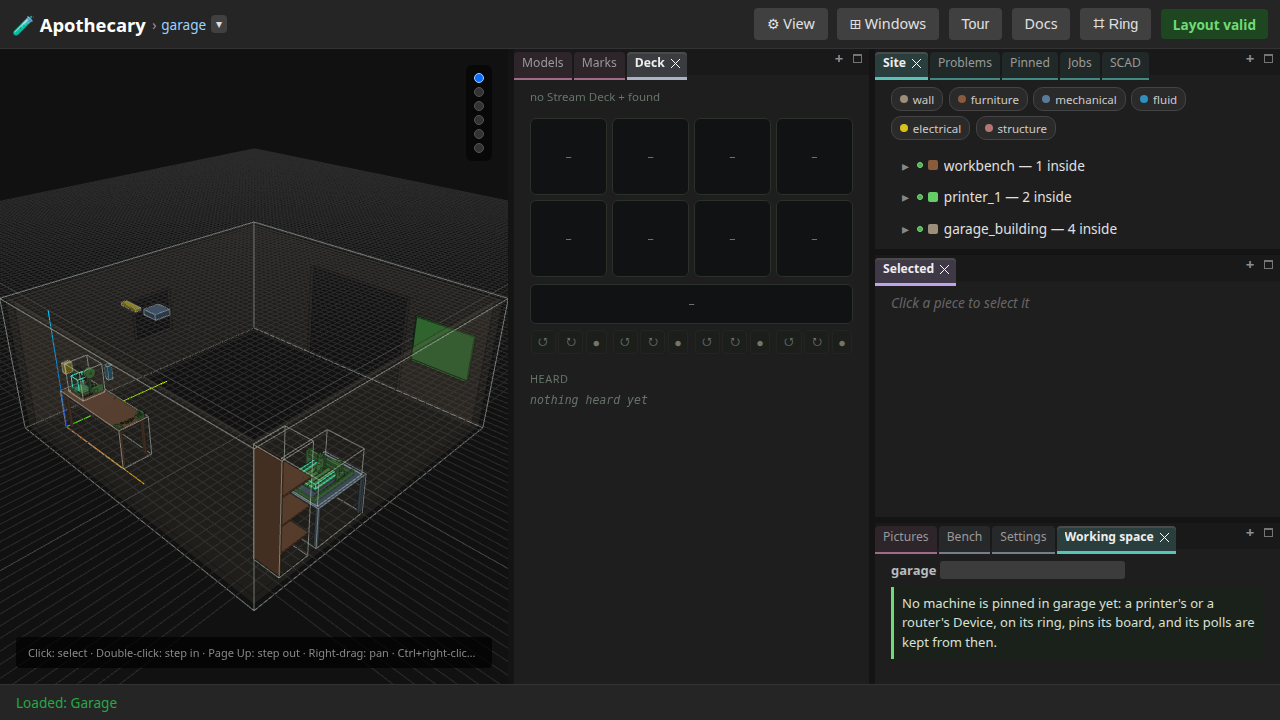 Apothecary › garage ▾
View
Windows
Tour
Docs
Ring
Layout valid
Models
Marks
Deck
no Stream Deck + found
– – – –
– – – –
–
HEARD
nothing heard yet
Site
Problems
Pinned
Jobs
SCAD
wall
furniture
mechanical
fluid
electrical
structure
workbench — 1 inside
printer_1 — 2 inside
garage_building — 4 inside
Selected
Click a piece to select it
Pictures
Bench
Settings
Working space
garage
No machine is pinned in garage yet: a printer's or a
router's Device, on its ring, pins its board, and its polls are
kept from then.
Click: select · Double-click: step in · Page Up: step out · Right-drag: pan · Ctrl+right-clic…
Loaded: Garage